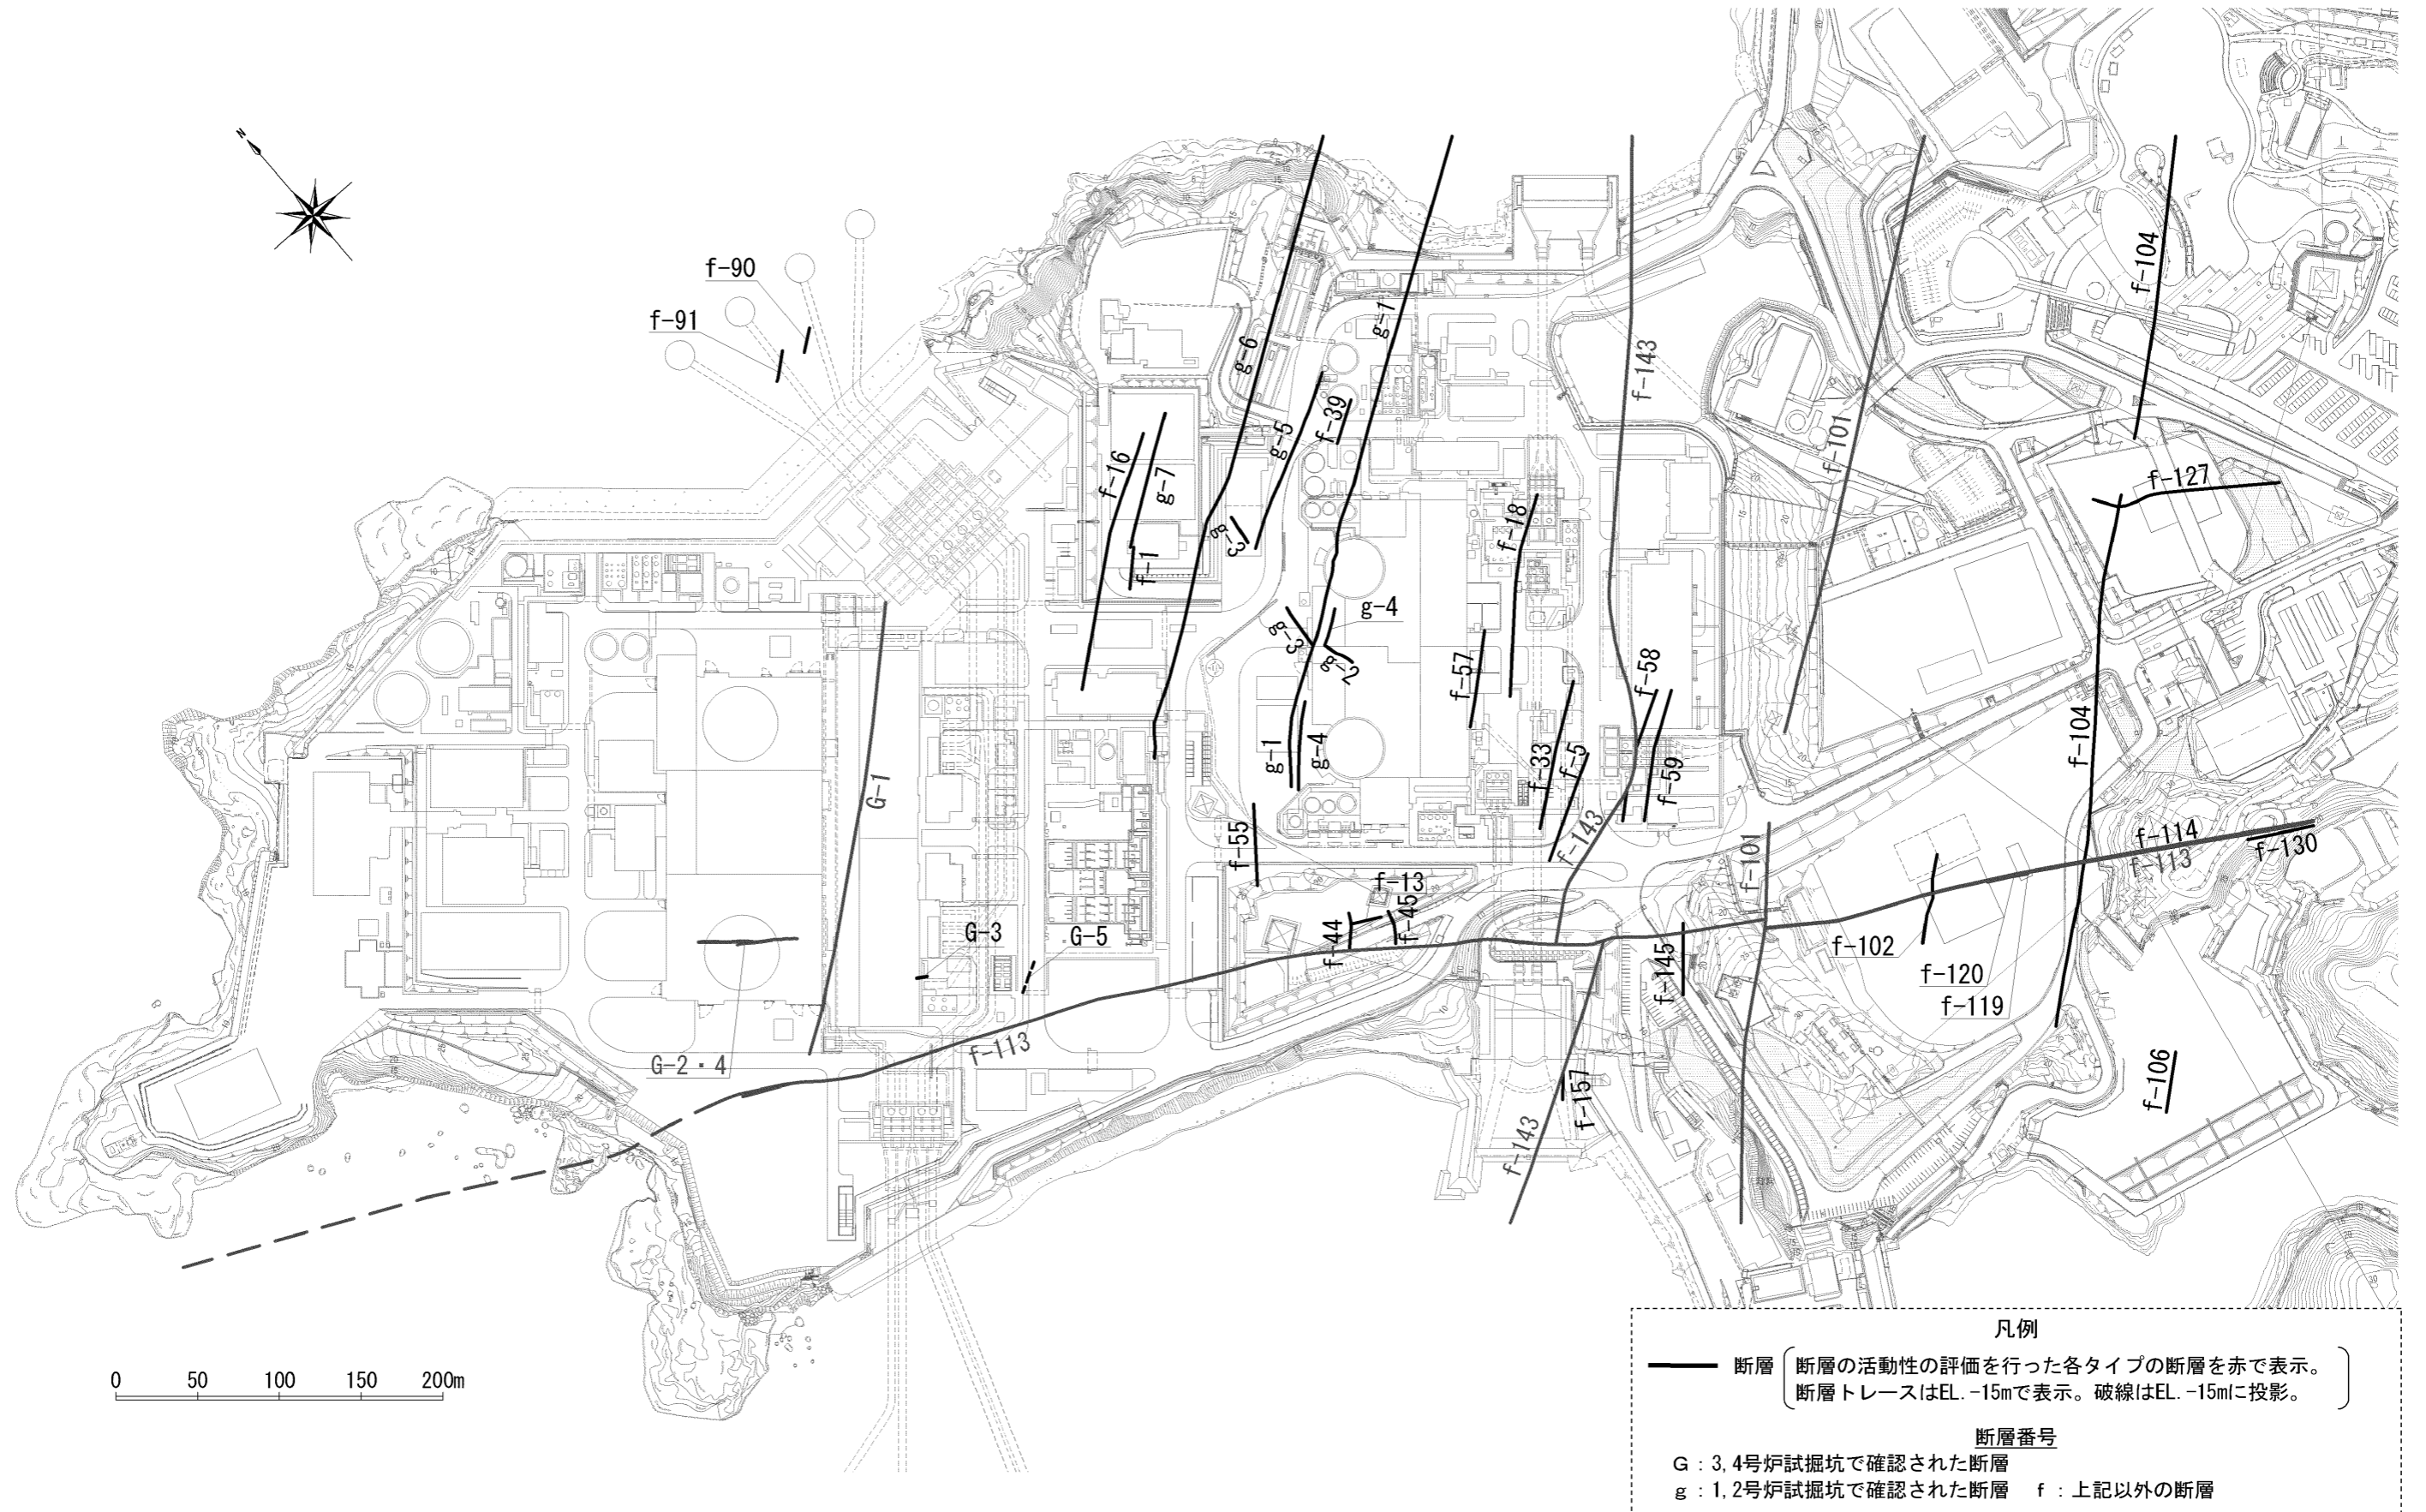 N
f-90
f-91
f-104
g-1
g-6
f-143
f-39
g-5
f-101
f-16
g-7
f-127
f-18
g-3
f-1
g-4
g-3
g-2
f-57
f-58
f-104
g-1
g-4
f-33
f-5
f-59
G-1
f-143
f-55
f-101
f-114
f-113
f-130
f-13
f-45
f-44
G-3
G-5
f-145
f-102
f-120
f-119
f-113
G-2・4
f-157
f-143
f-106
0 50 100 150 200m
凡例
断層 断層の活動性の評価を行った各タイプの断層を赤で表示。
断層トレースはEL.-15mで表示。破線はEL.-15mに投影。
断層番号
G：3,4号炉試掘坑で確認された断層
g：1,2号炉試掘坑で確認された断層 f：上記以外の断層